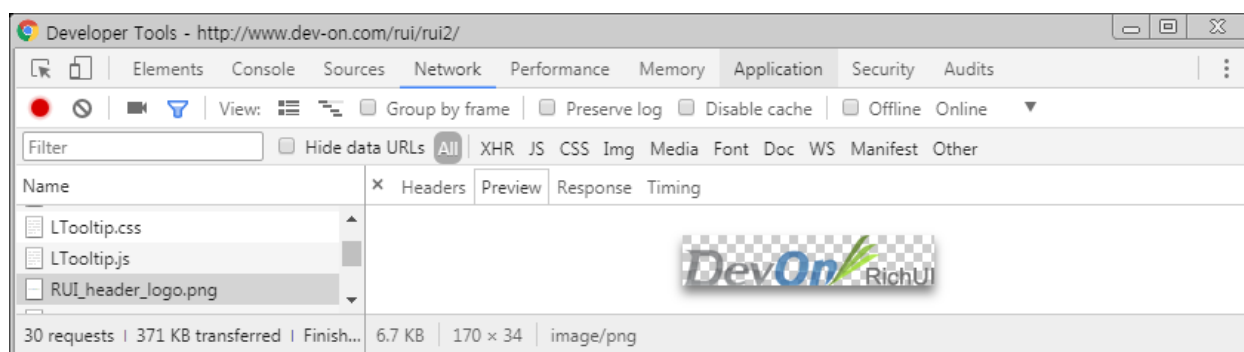 Developer Tools - http://www.dev-on.com/rui/rui2/
Elements Console Sources Network Performance Memory Application Security Audits
View: Group by frame Preserve log Disable cache Offline Online
Filter Hide data URLs All XHR JS CSS Img Media Font Doc WS Manifest Other
Name × Headers Preview Response Timing
LTooltip.css
LTooltip.js
DevOn RichUI
RUI_header_logo.png
30 requests | 371 KB transferred | Finish... 6.7 KB 170 × 34 image/png